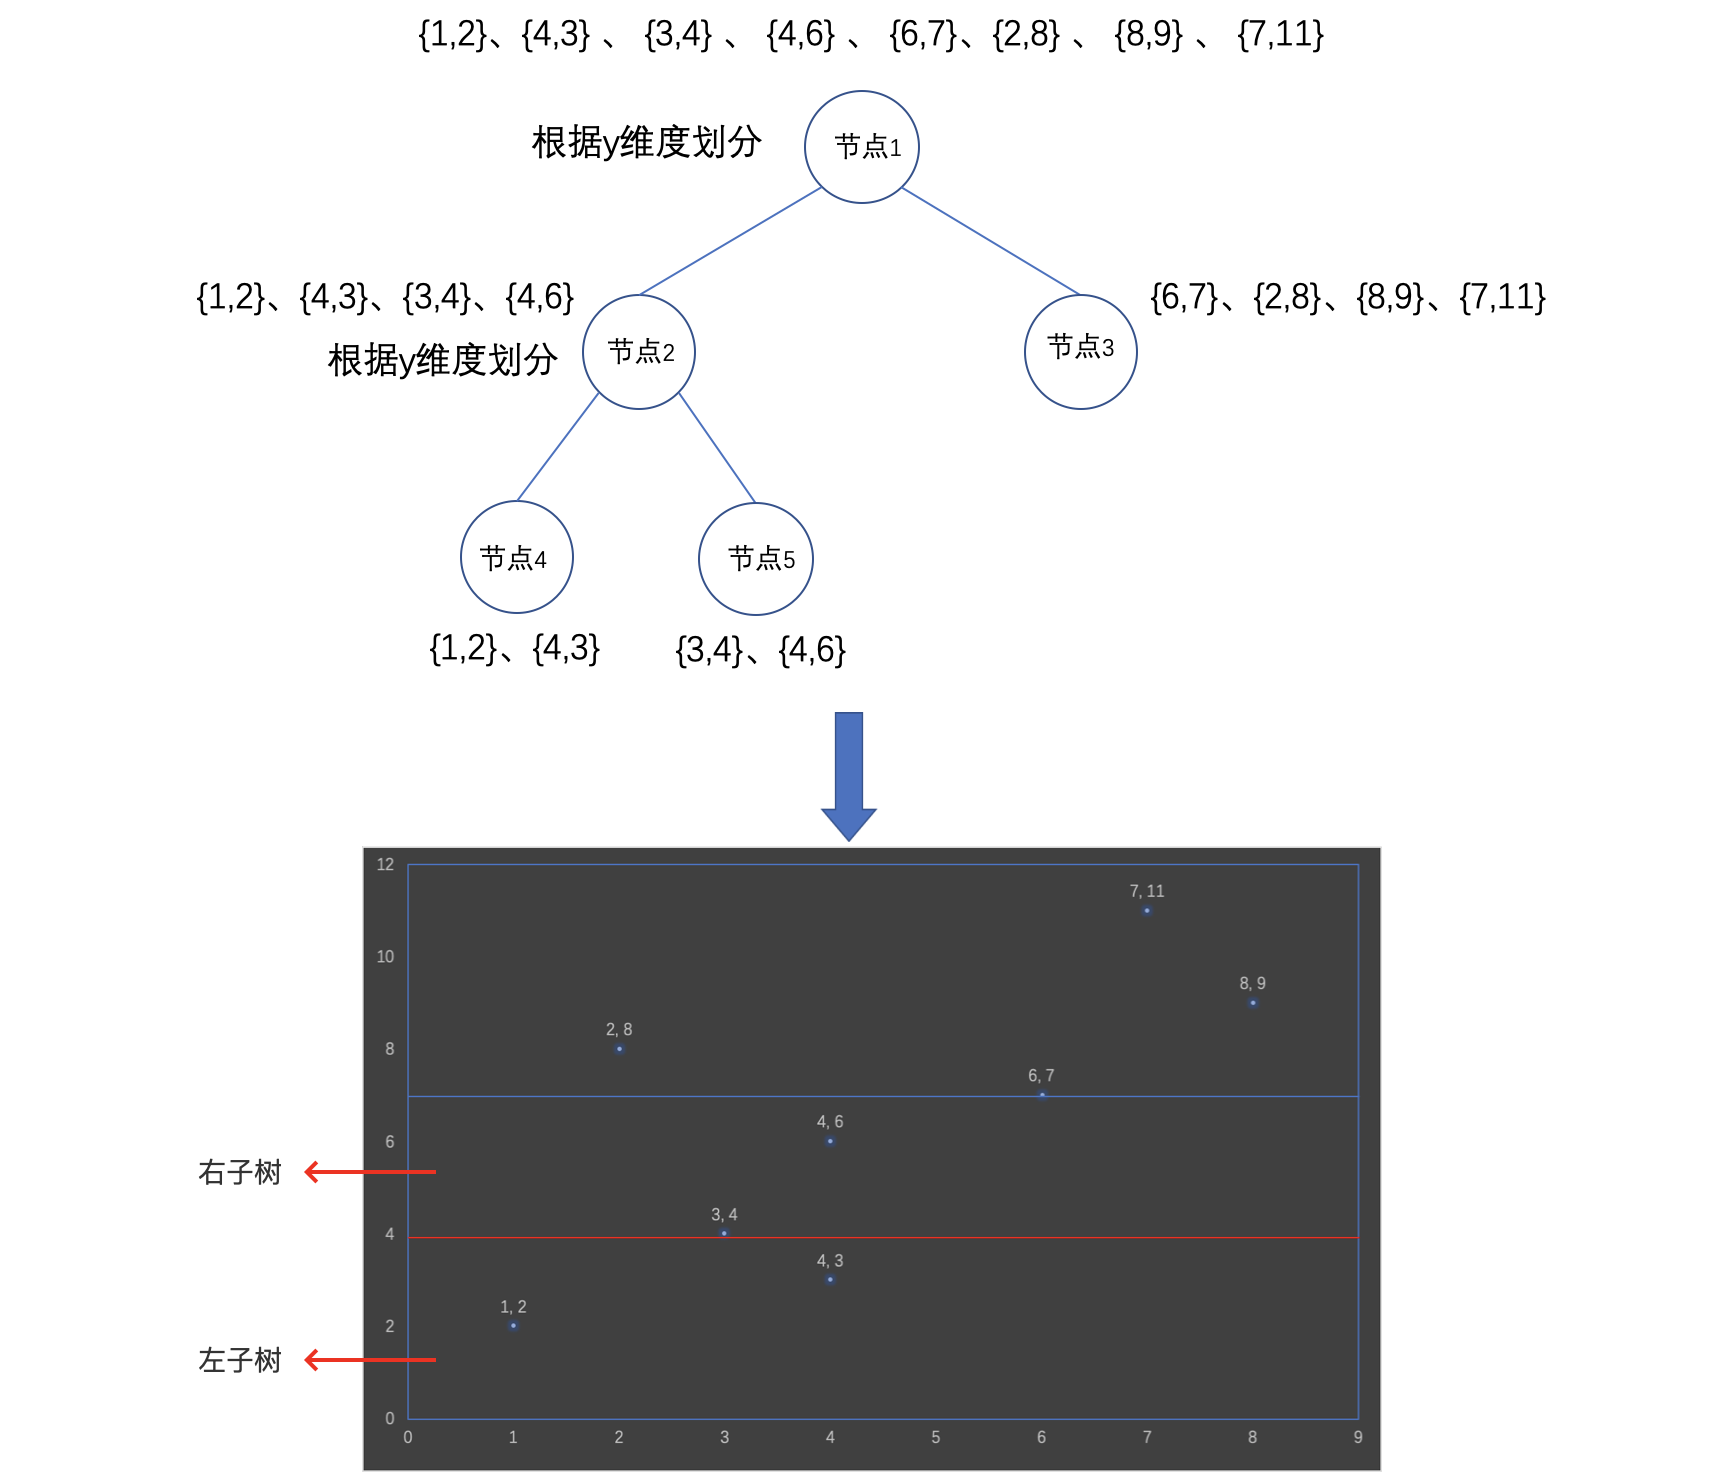 {1,2}、{4,3} 、 {3,4} 、 {4,6} 、 {6,7}、{2,8} 、 {8,9} 、 {7,11}
根据y维度划分
节点1
{1,2}、{4,3}、{3,4}、{4,6}
{6,7}、{2,8}、{8,9}、{7,11}
根据y维度划分
节点2
节点3
节点4
节点5
{1,2}、{4,3}
{3,4}、{4,6}
12
7, 11
10
8, 9
2, 8
8
6, 7
4, 6
6
右子树
3, 4
4
4, 3
1, 2
2
左子树
0
0 1 2 3 4 5 6 7 8 9